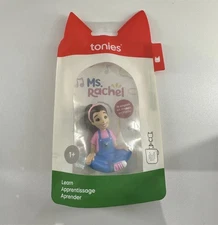 tonies
Ms.
Rachel
Learn
Apprentissage
Aprender